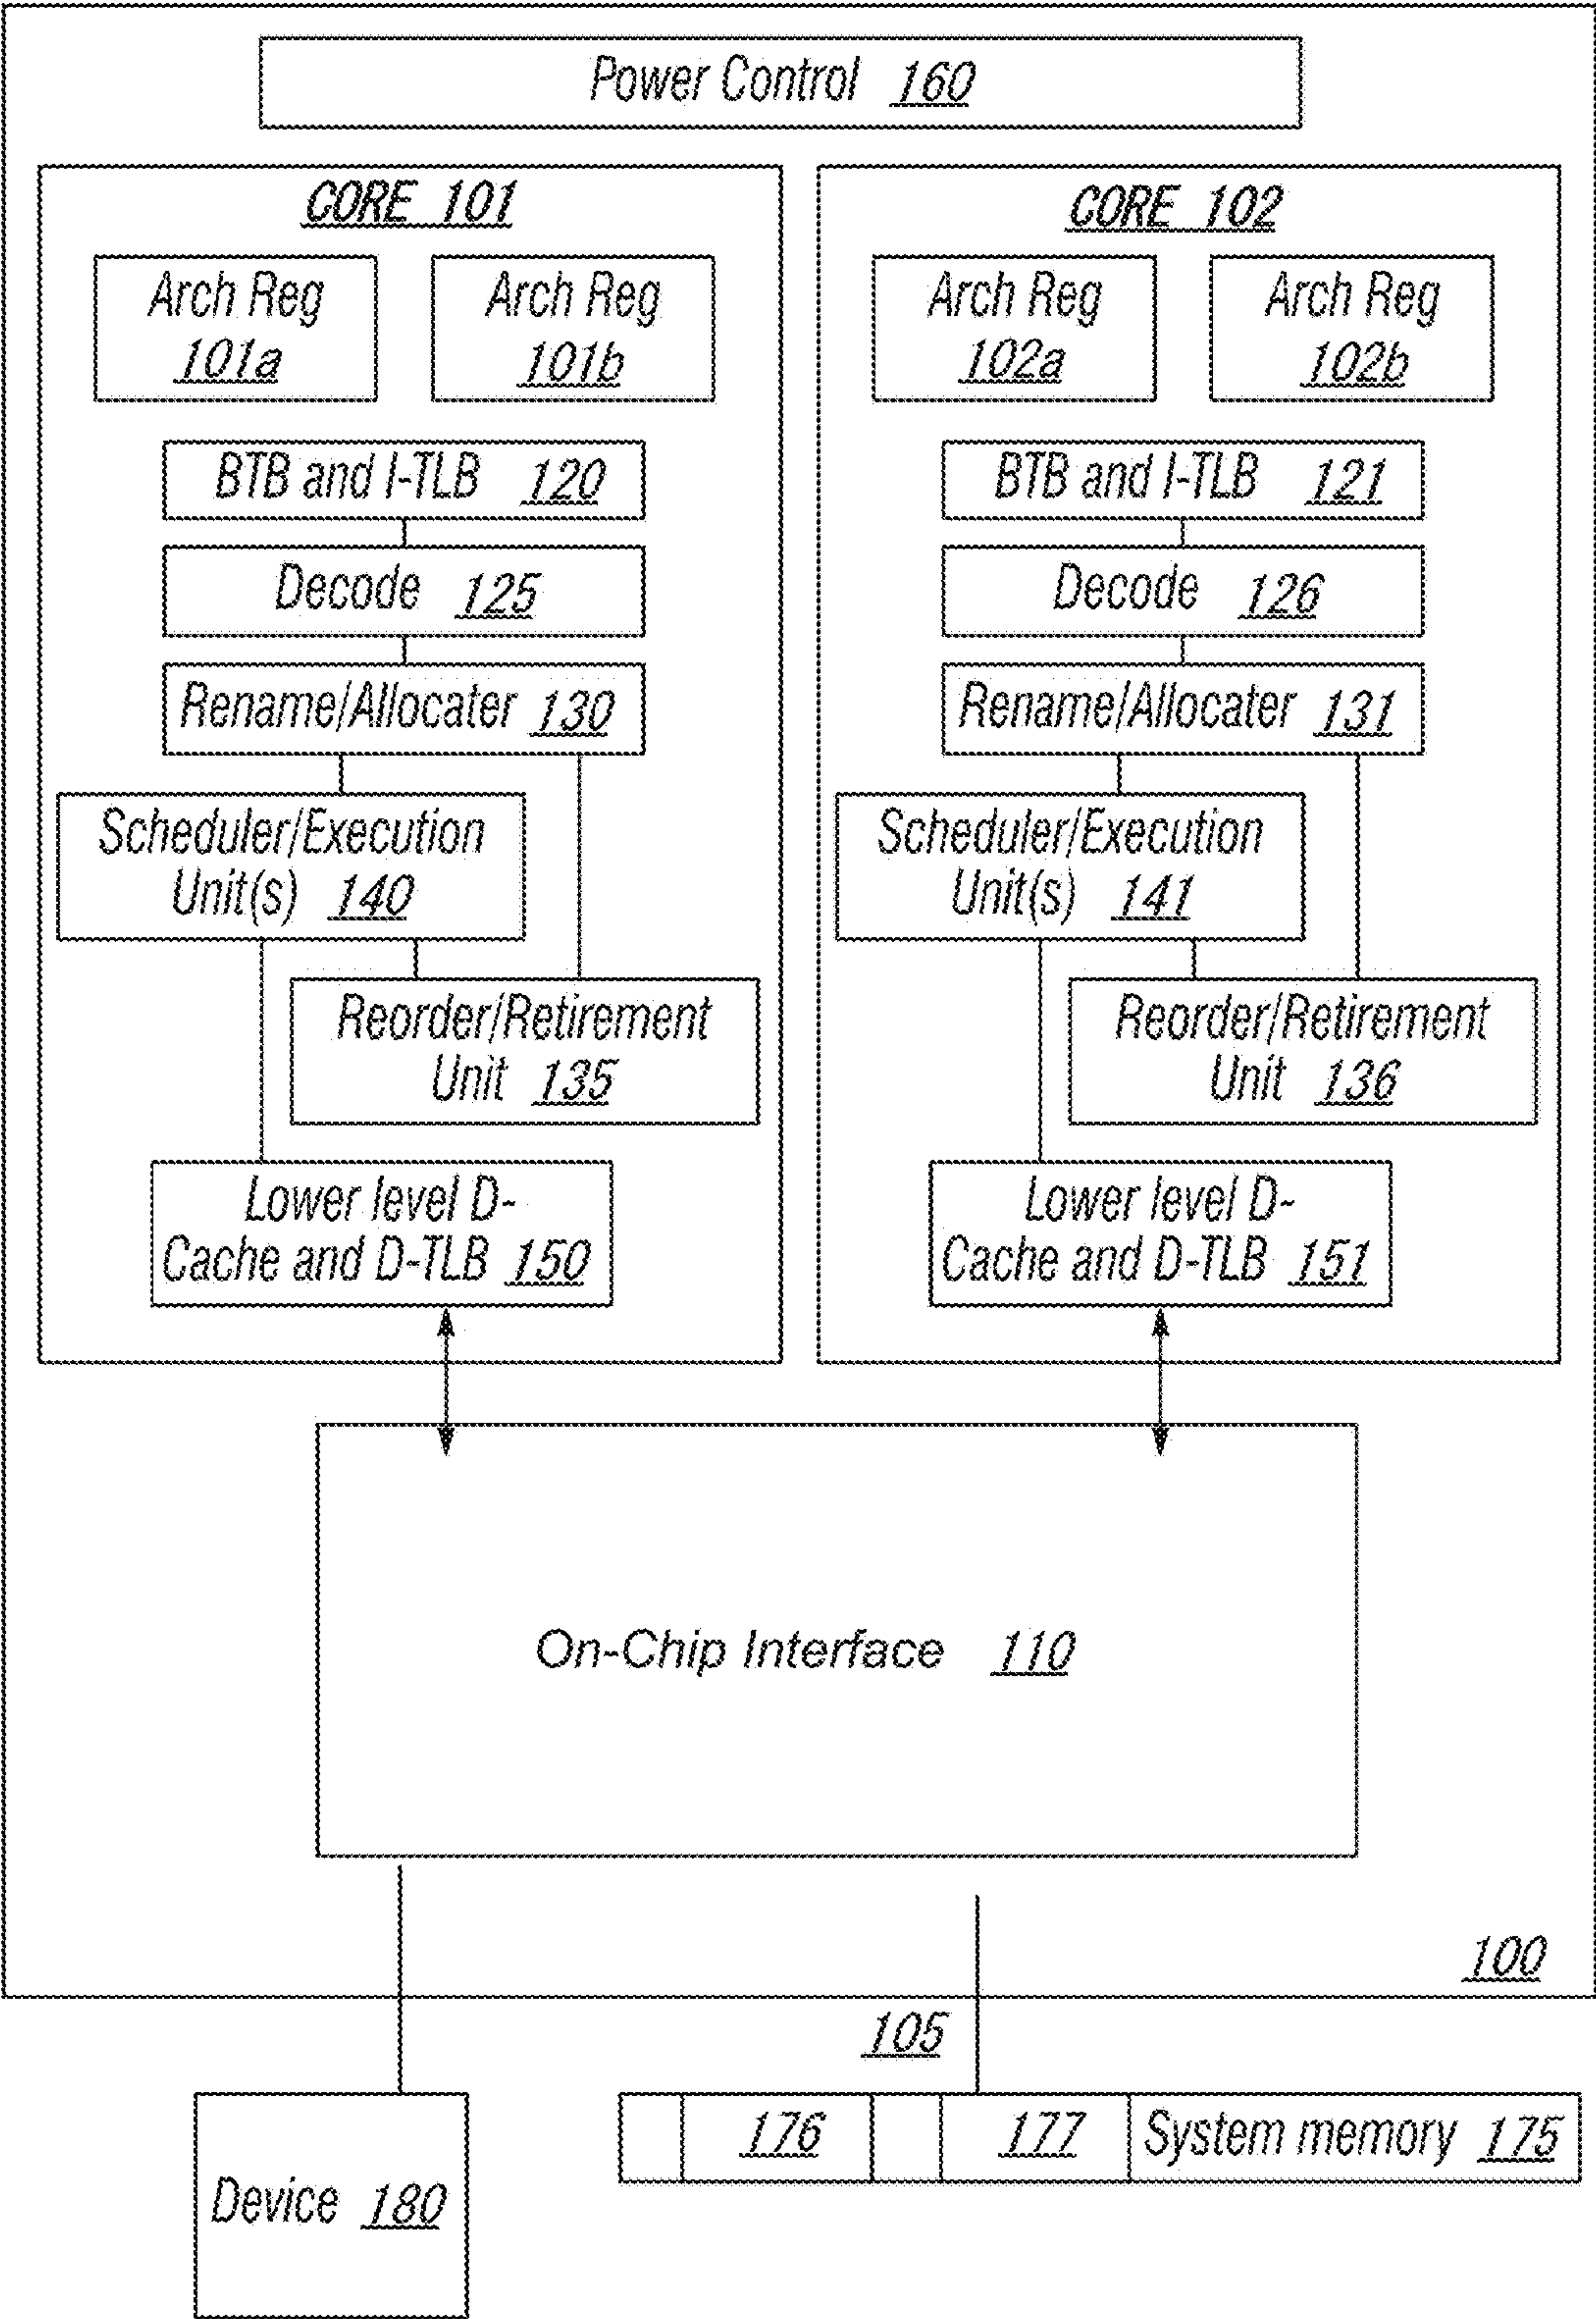 Power Control 160
CORE 101
Arch Reg
101a
Arch Reg
101b
BTB and I-TLB 120
Decode 125
Rename/Allocater 130
Scheduler/Execution
Unit(s) 140
Reorder/Retirement
Unit 135
Lower level D-
Cache and D-TLB 150
CORE 102
Arch Reg
102a
Arch Reg
102b
BTB and I-TLB 121
Decode 126
Rename/Allocater 131
Scheduler/Execution
Unit(s) 141
Reorder/Retirement
Unit 136
Lower level D-
Cache and D-TLB 151
On-Chip Interface 110
100
105
176
177
System memory 175
Device 180